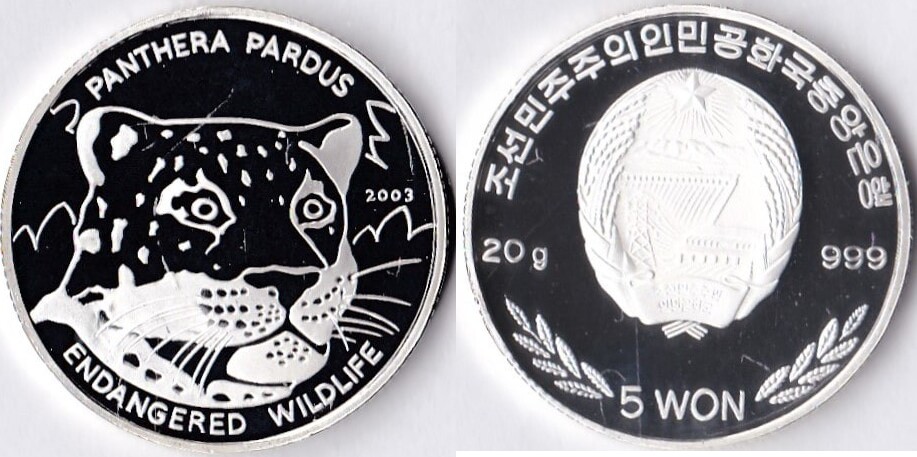 PANTHERA PARDUS
2003
ENDANGERED WILDLIFE
조선민주주의인민공화국중앙은행
20g 999
5 WON